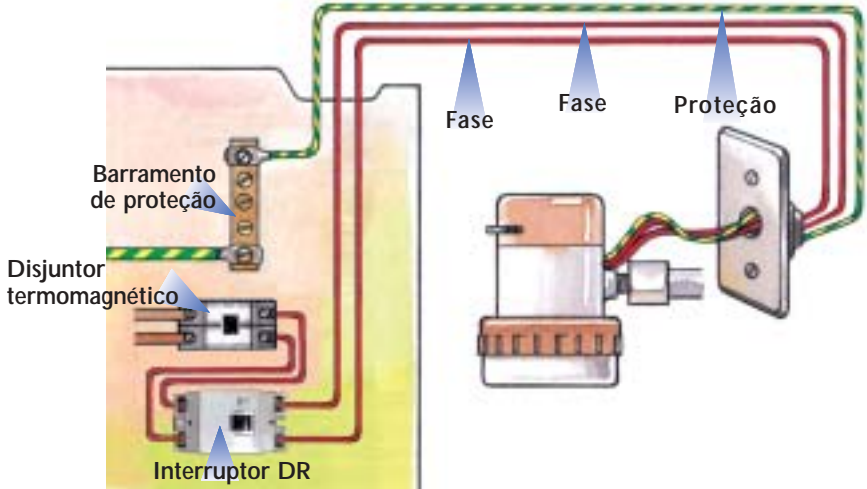 Fase
Fase
Proteção
Barramento
de proteção
Disjuntor
termomagnético
Interruptor DR